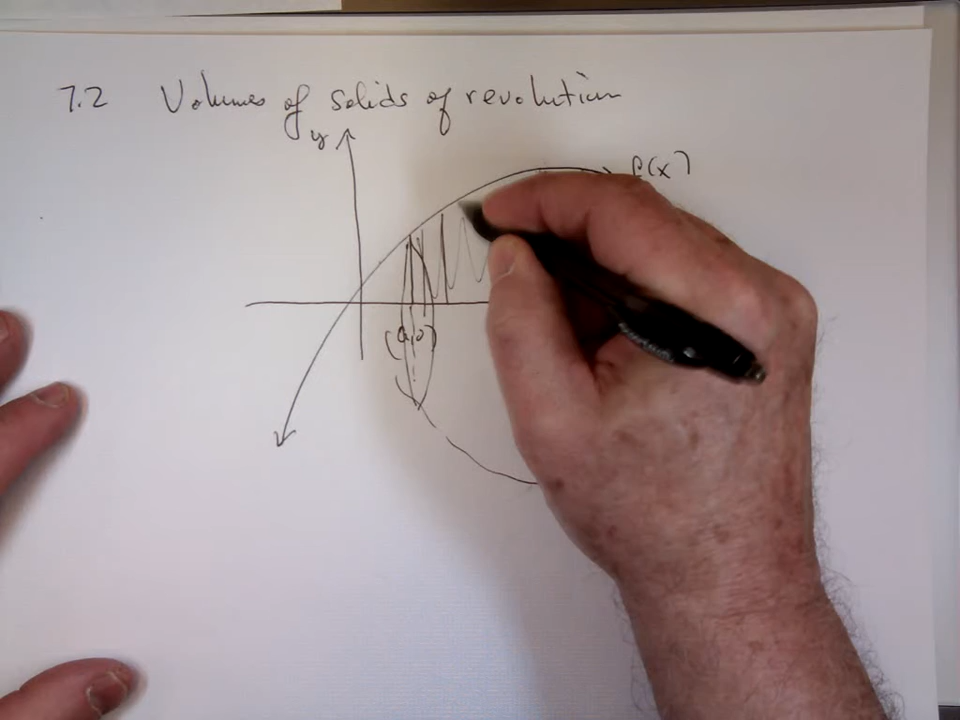 7.2 Volumes of solids of revolution
y
f(x)
(a,0)